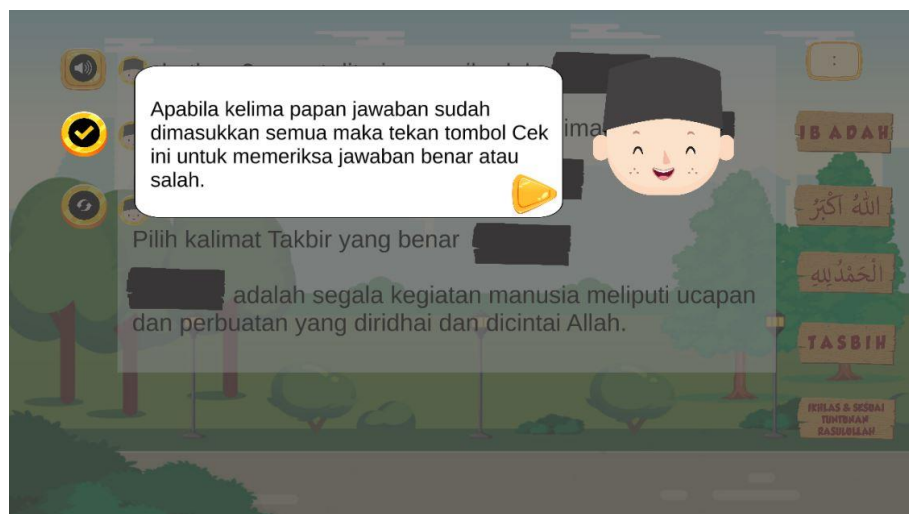 Apabila kelima papan jawaban sudah
dimasukkan semua maka tekan tombol Cek
ini untuk memeriksa jawaban benar atau
salah.
Pilih kalimat Takbir yang benar
adalah segala kegiatan manusia meliputi ucapan
dan perbuatan yang diridhai dan dicintai Allah.
:
IBADAH
اللهُ اَكْبَرُ
الْحَمْدُلِلهِ
TASBIH
IKHLAS & SESUAI
TUNTUNAN
RASULULLAH